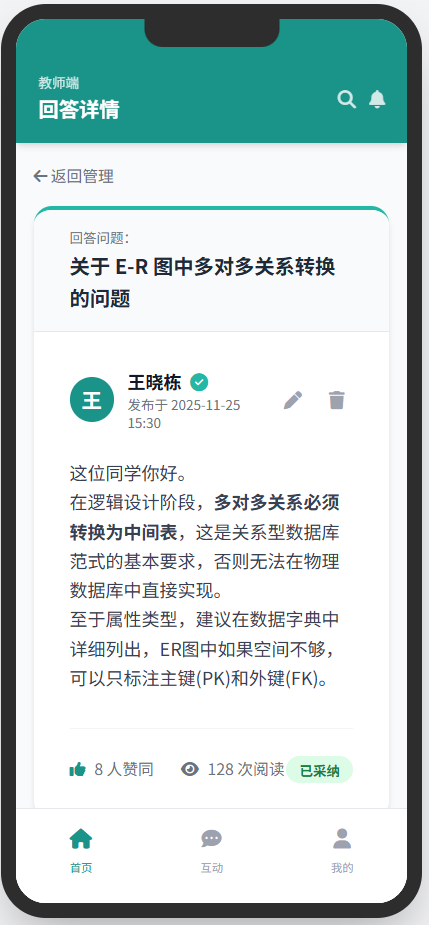 教师端
回答详情
返回管理
回答问题：
关于 E-R 图中多对多关系转换
的问题
王
王晓栋
发布于 2025-11-25
15:30
这位同学你好。
在逻辑设计阶段，多对多关系必须
转换为中间表，这是关系型数据库
范式的基本要求，否则无法在物理
数据库中直接实现。
至于属性类型，建议在数据字典中
详细列出，ER图中如果空间不够，
可以只标注主键(PK)和外键(FK)。
8 人赞同
128 次阅读
已采纳
首页
互动
我的